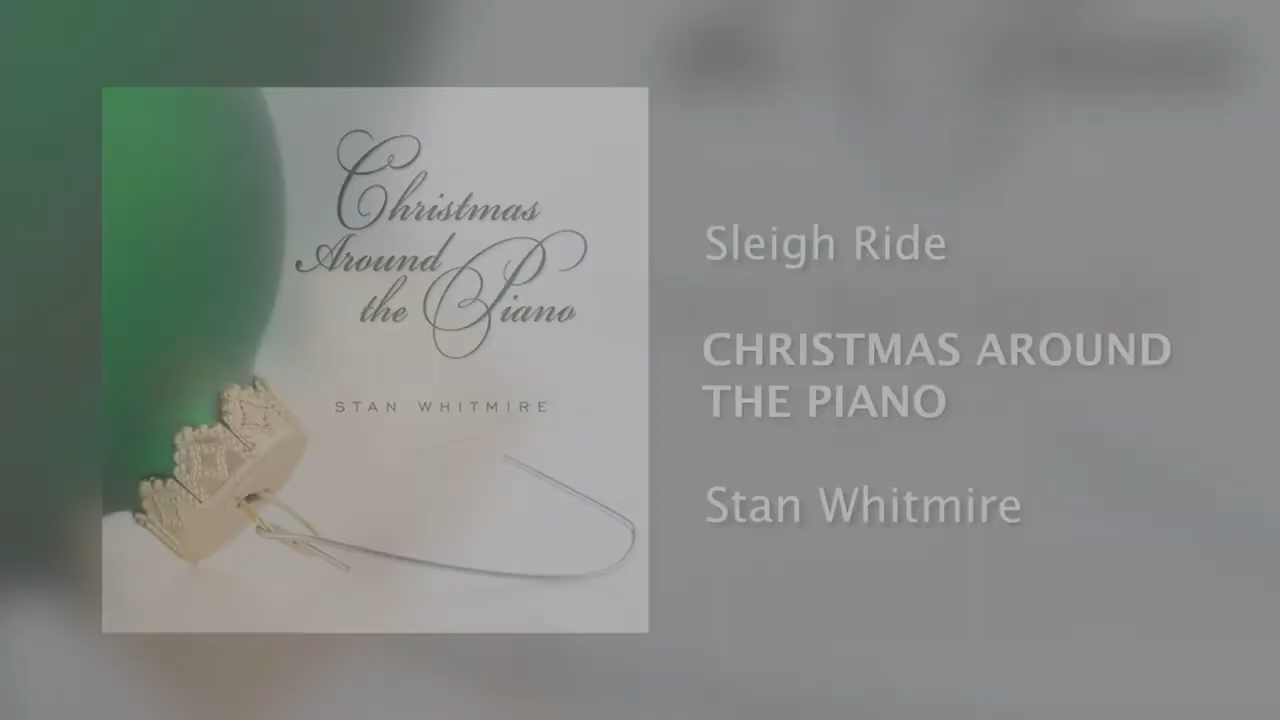 Christmas
Around
the Piano
STAN WHITMIRE
Sleigh Ride
CHRISTMAS AROUND
THE PIANO
Stan Whitmire